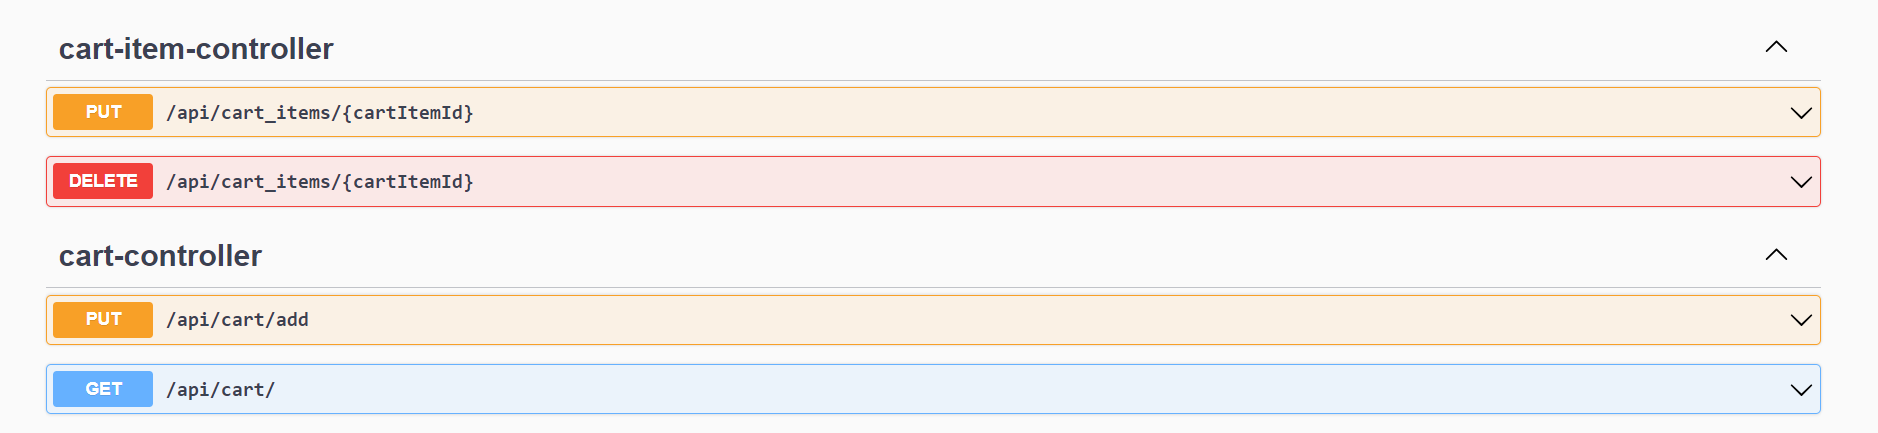 cart-item-controller
PUT /api/cart_items/{cartItemId}
DELETE /api/cart_items/{cartItemId}
cart-controller
PUT /api/cart/add
GET /api/cart/